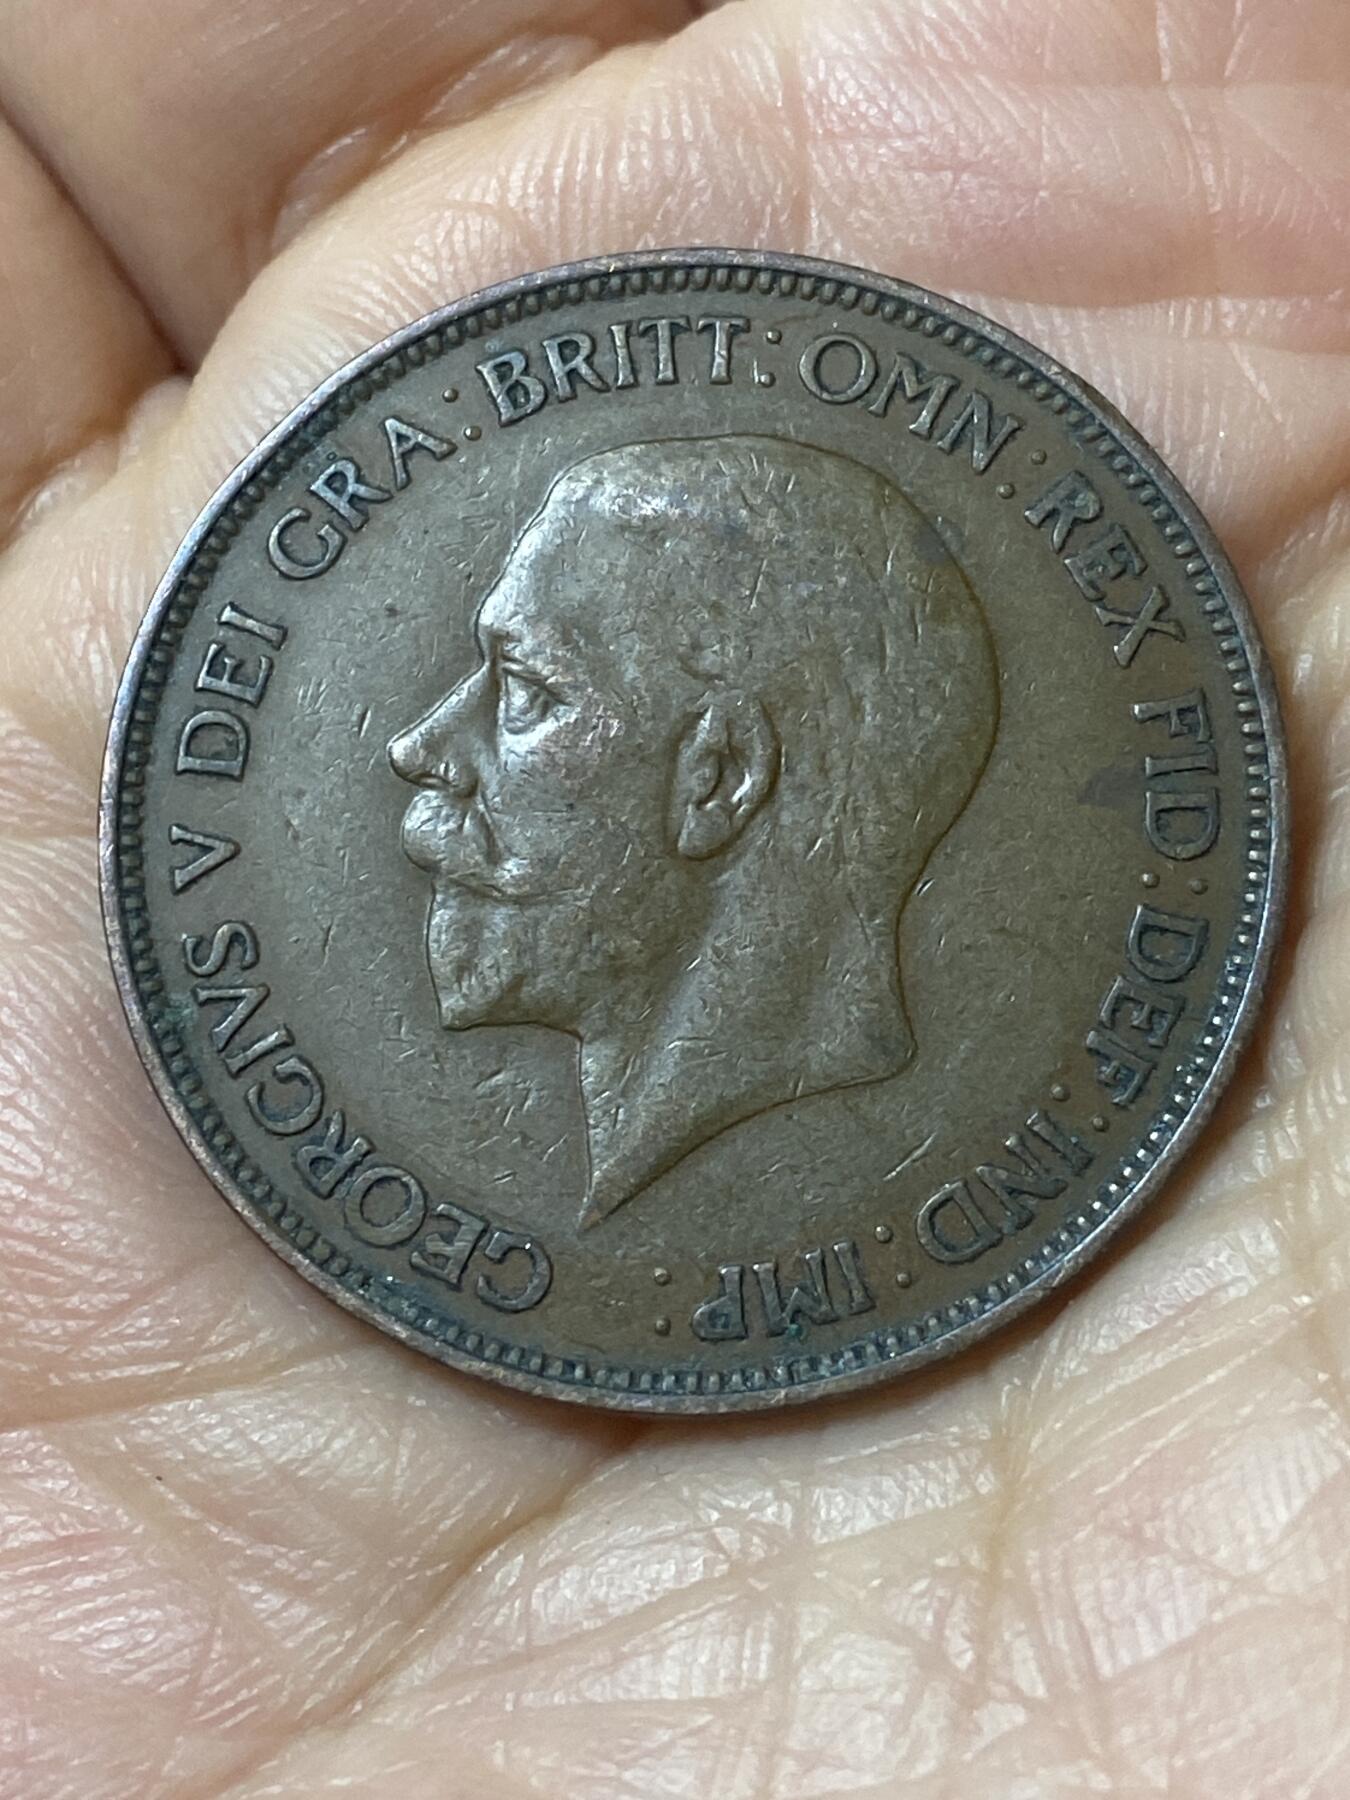 GEORGIVS V DEI GRA: BRITT: OMN: REX FID: DEF: IND: IMP: